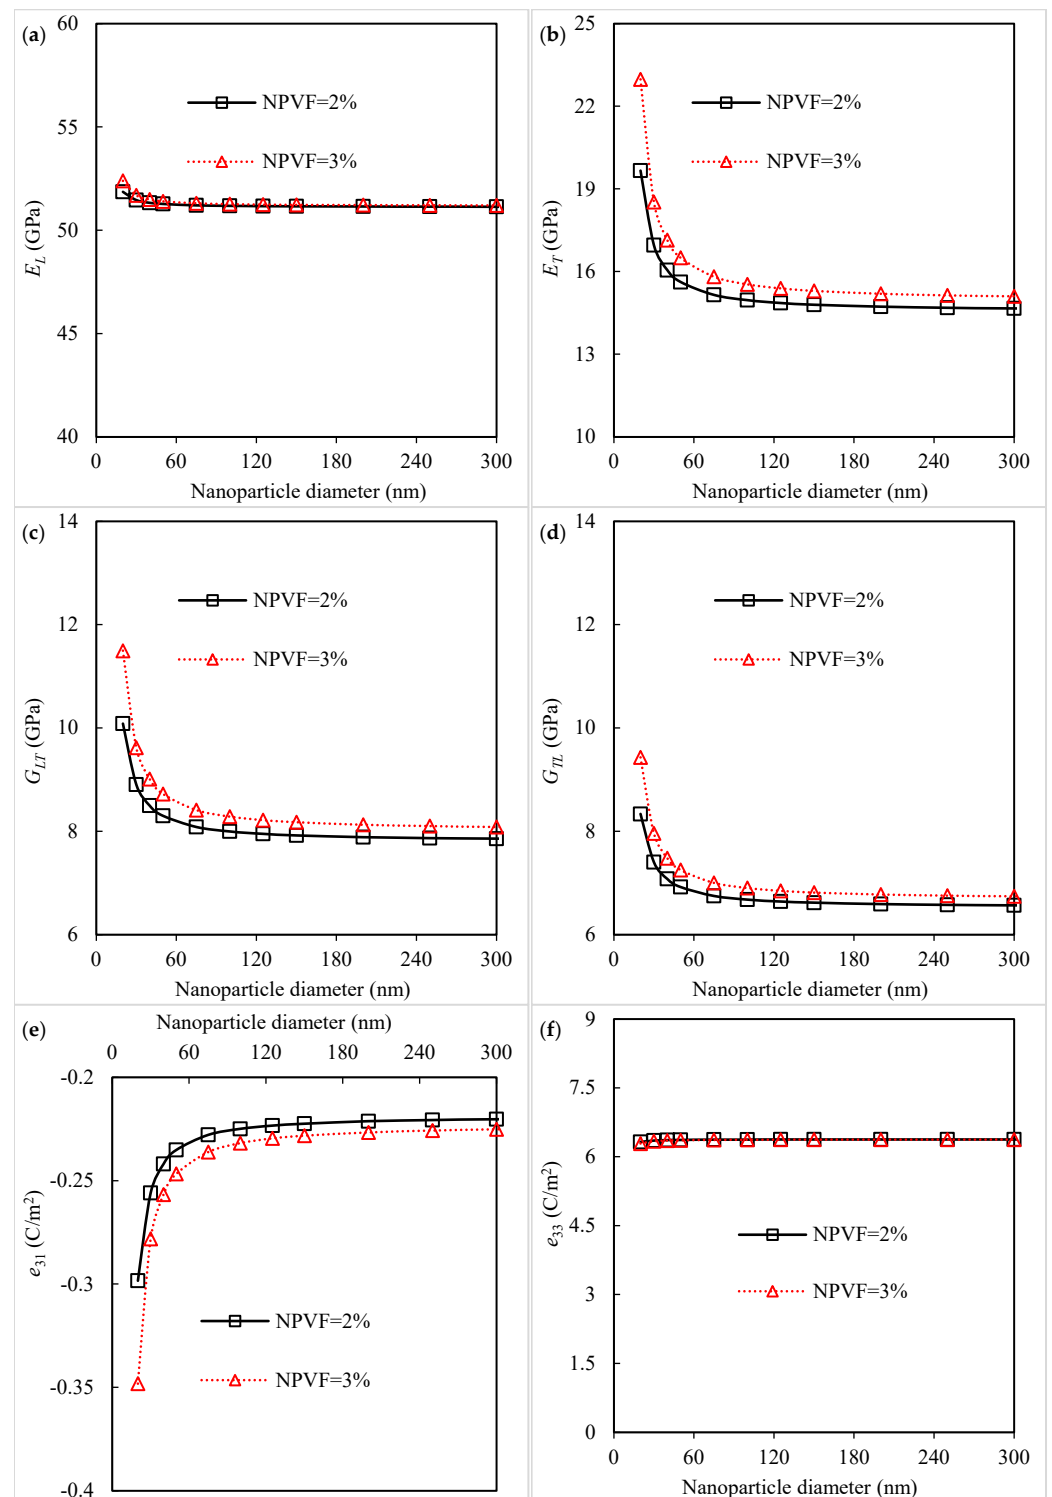 (a)
60
55
50
45
40
E_L (GPa)
NPVF=2%
NPVF=3%
0 60 120 180 240 300
Nanoparticle diameter (nm)
(b)
25
22
19
16
13
10
E_T (GPa)
NPVF=2%
NPVF=3%
0 60 120 180 240 300
Nanoparticle diameter (nm)
(c)
14
12
10
8
6
G_LT (GPa)
NPVF=2%
NPVF=3%
0 60 120 180 240 300
Nanoparticle diameter (nm)
(d)
14
12
10
8
6
G_TL (GPa)
NPVF=2%
NPVF=3%
0 60 120 180 240 300
Nanoparticle diameter (nm)
(e)
Nanoparticle diameter (nm)
0 60 120 180 240 300
-0.2
-0.25
-0.3
-0.35
-0.4
e_31 (C/m²)
NPVF=2%
NPVF=3%
(f)
9
7.5
6
4.5
3
1.5
0
e_33 (C/m²)
NPVF=2%
NPVF=3%
0 60 120 180 240 300
Nanoparticle diameter (nm)